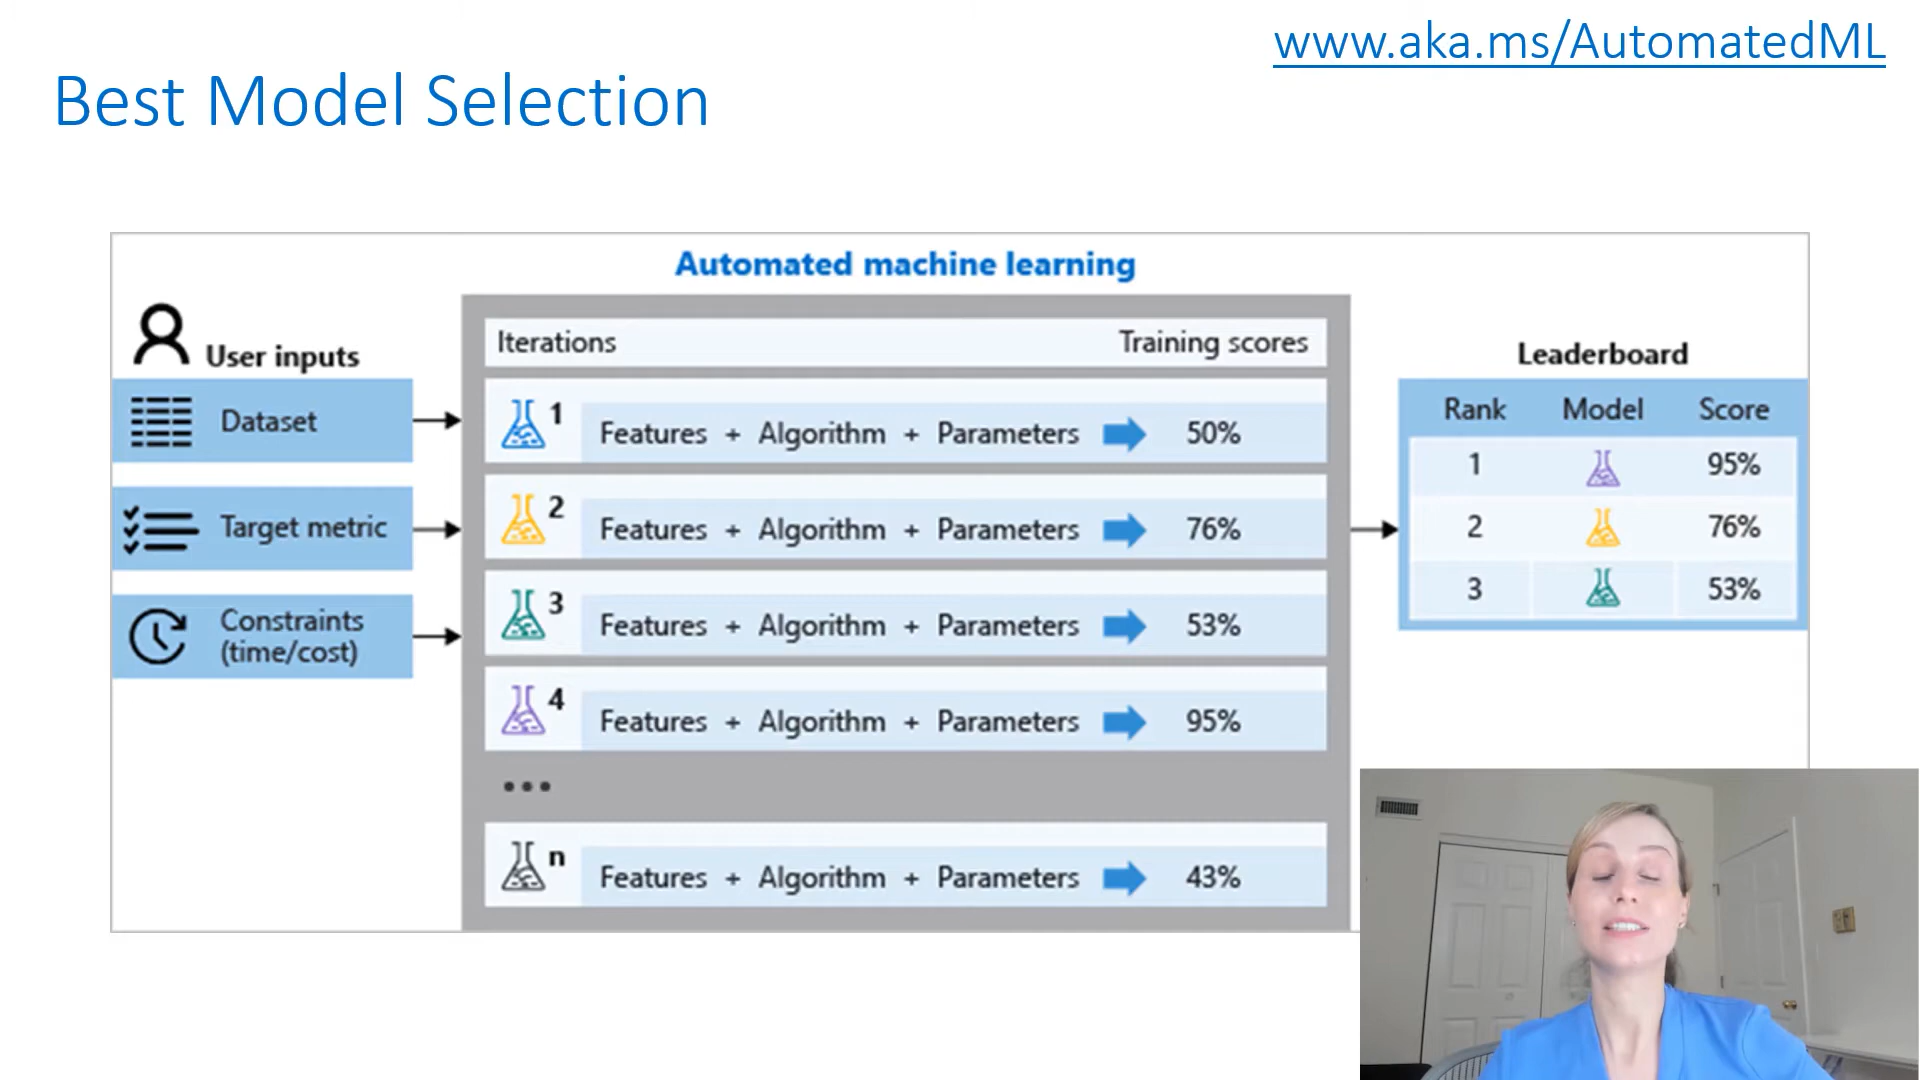 www.aka.ms/AutomatedML
Best Model Selection
Automated machine learning
User inputs
Dataset
Target metric
Constraints
(time/cost)
Iterations Training scores
1 Features + Algorithm + Parameters 50%
2 Features + Algorithm + Parameters 76%
3 Features + Algorithm + Parameters 53%
4 Features + Algorithm + Parameters 95%
...
n Features + Algorithm + Parameters 43%
Leaderboard
Rank Model Score
1 95%
2 76%
3 53%